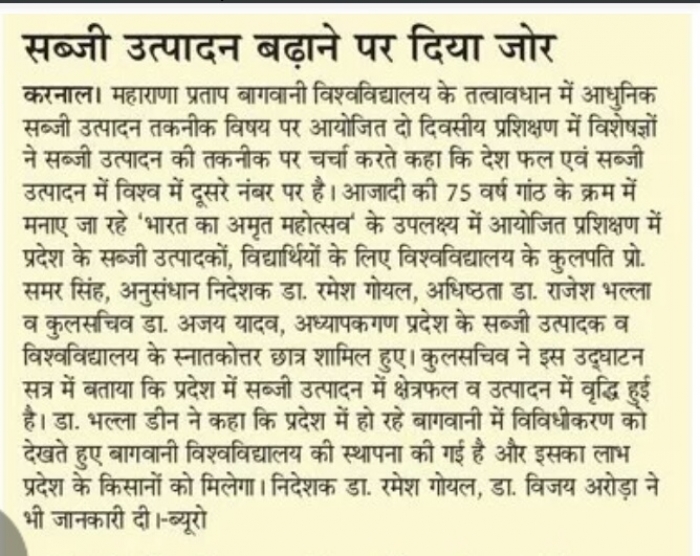 सब्जी उत्पादन बढ़ाने पर दिया जोर
करनाल। महाराणा प्रताप बागवानी विश्वविद्यालय के तत्वावधान में आधुनिक
सब्जी उत्पादन तकनीक विषय पर आयोजित दो दिवसीय प्रशिक्षण में विशेषज्ञों
ने सब्जी उत्पादन की तकनीक पर चर्चा करते कहा कि देश फल एवं सब्जी
उत्पादन में विश्व में दूसरे नंबर पर है। आजादी की 75 वर्ष गांठ के क्रम में
मनाए जा रहे 'भारत का अमृत महोत्सव' के उपलक्ष्य में आयोजित प्रशिक्षण में
प्रदेश के सब्जी उत्पादकों, विद्यार्थियों के लिए विश्वविद्यालय के कुलपति प्रो.
समर सिंह, अनुसंधान निदेशक डा. रमेश गोयल, अधिष्ठता डा. राजेश भल्ला
व कुलसचिव डा. अजय यादव, अध्यापकगण प्रदेश के सब्जी उत्पादक व
विश्वविद्यालय के स्नातकोत्तर छात्र शामिल हुए। कुलसचिव ने इस उद्घाटन
सत्र में बताया कि प्रदेश में सब्जी उत्पादन में क्षेत्रफल व उत्पादन में वृद्धि हुई
है। डा. भल्ला डीन ने कहा कि प्रदेश में हो रहे बागवानी में विविधीकरण को
देखते हुए बागवानी विश्वविद्यालय की स्थापना की गई है और इसका लाभ
प्रदेश के किसानों को मिलेगा। निदेशक डा. रमेश गोयल, डा. विजय अरोड़ा ने
भी जानकारी दी।-ब्यूरो